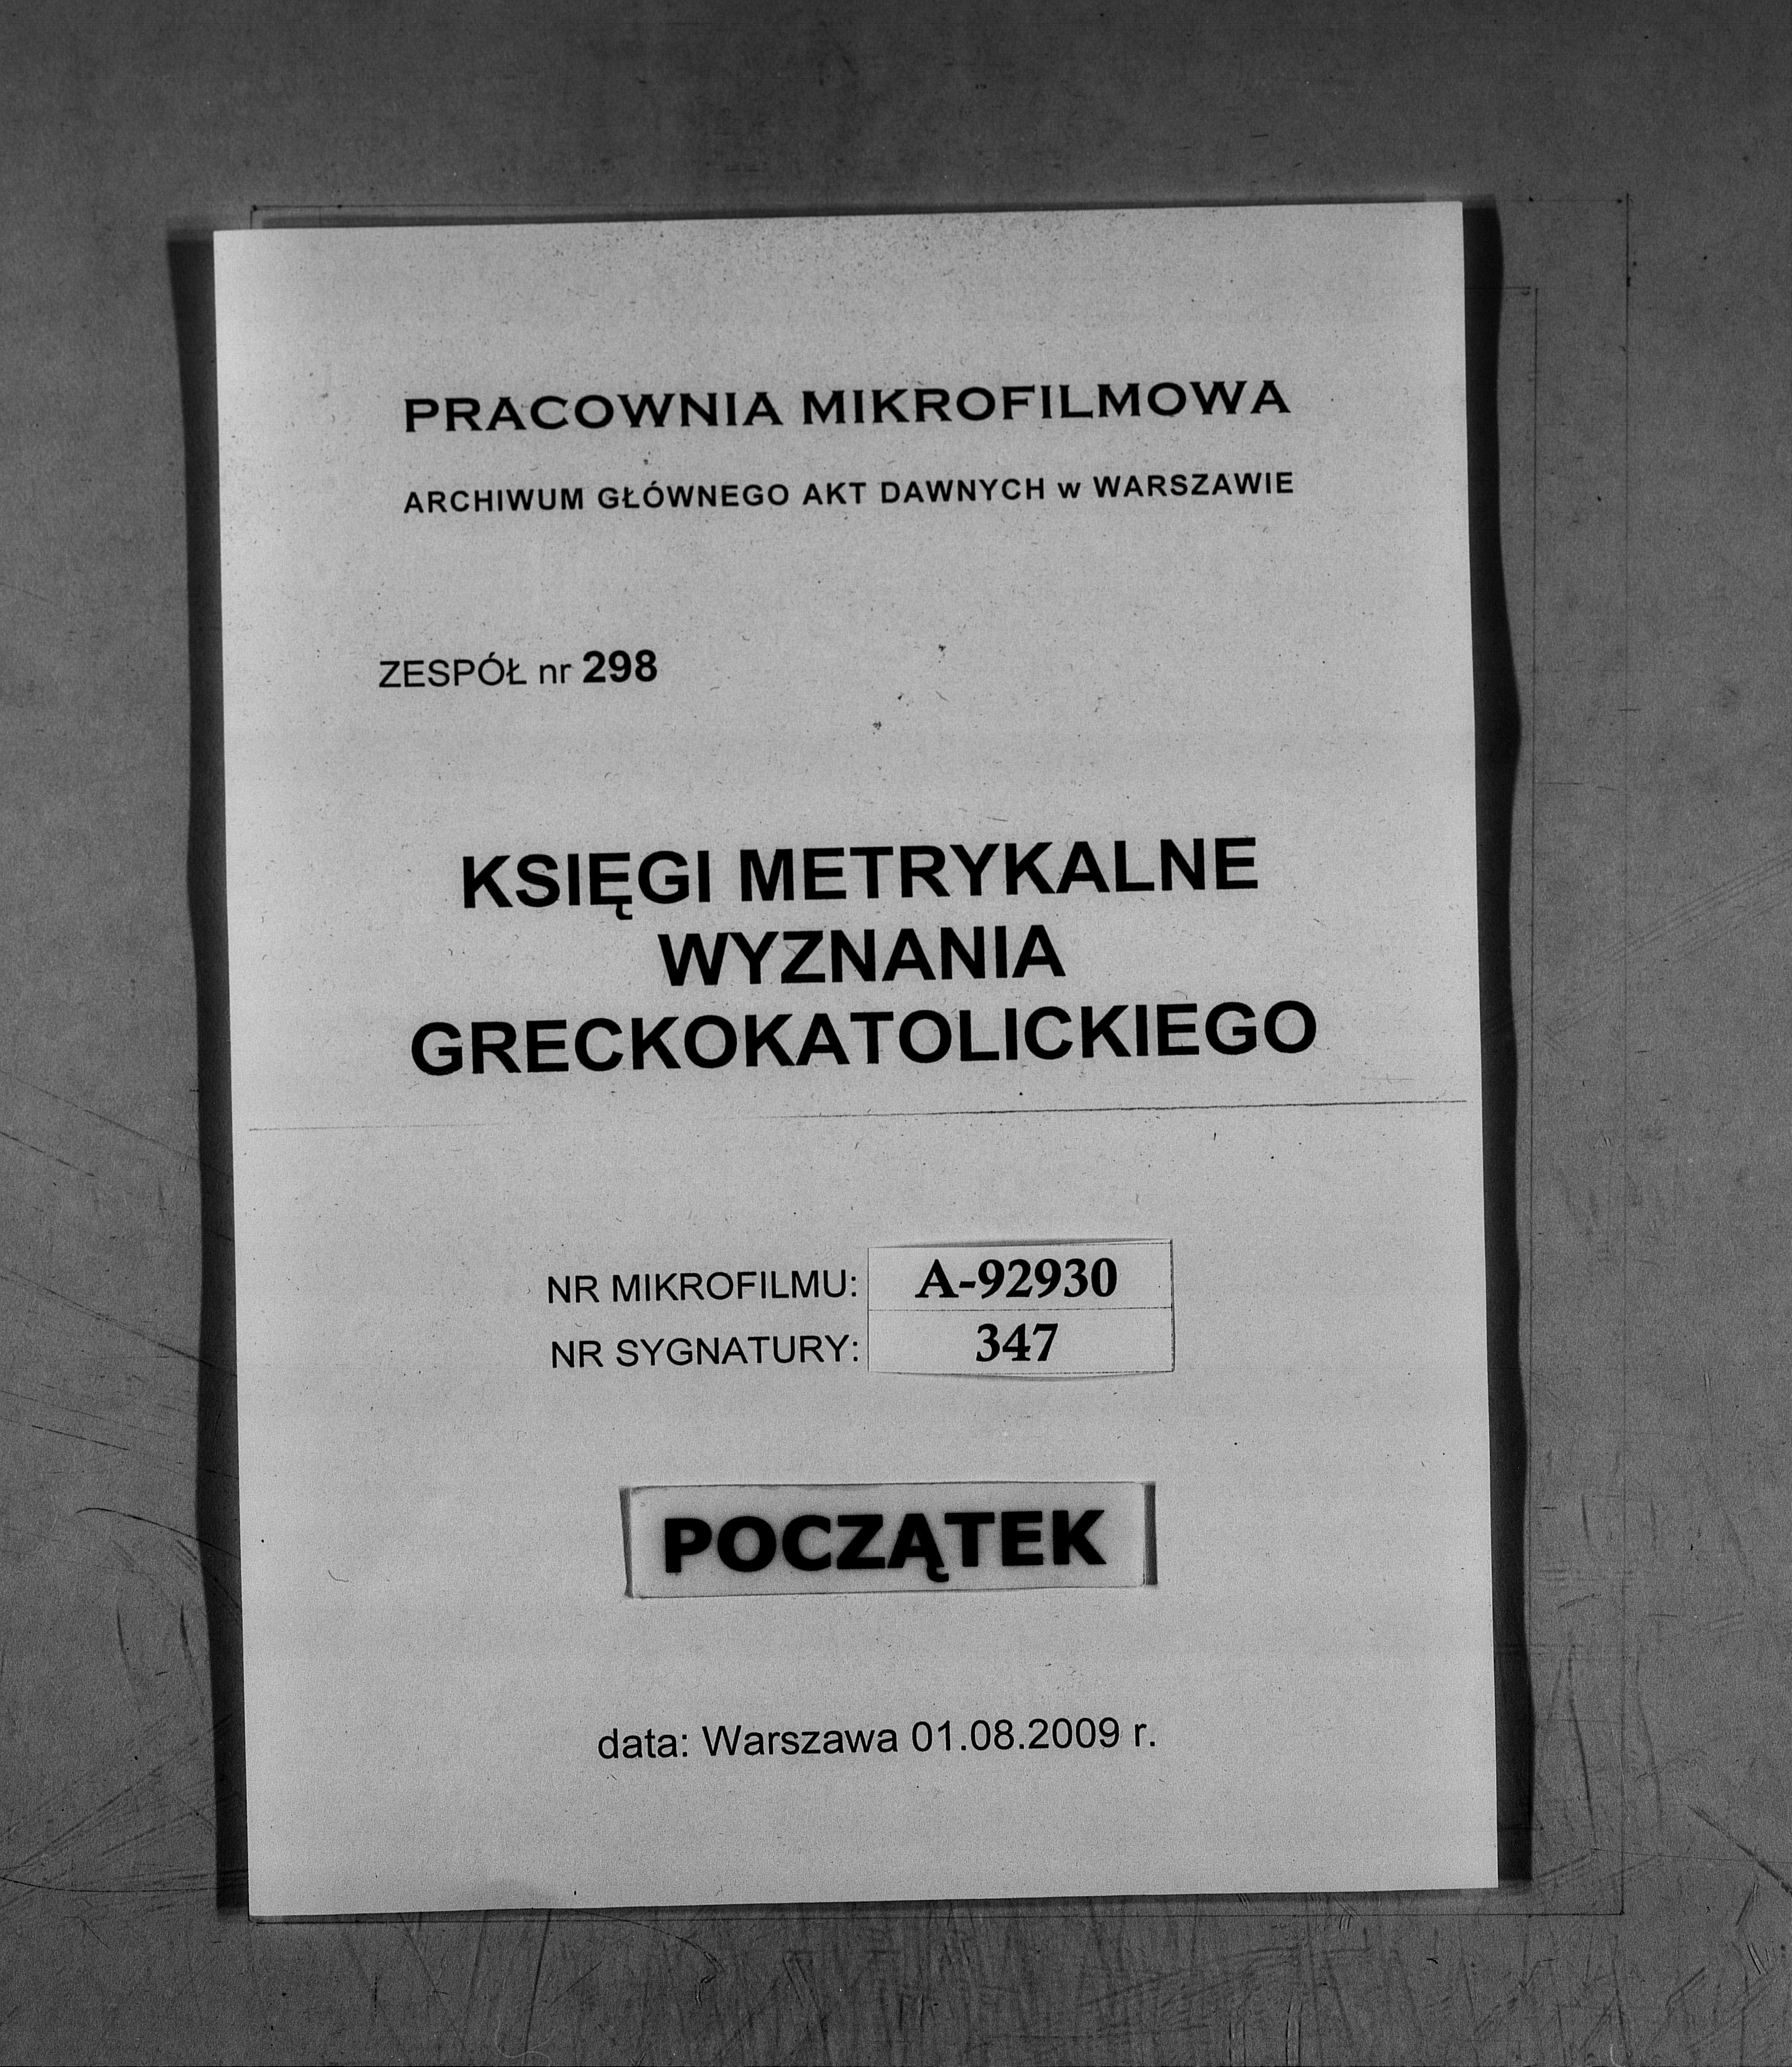 PRACOWNIA MIKROFILMOWA
ARCHIWUM GŁÓWNEGO AKT DAWNYCH w WARSZAWIE
ZESPÓŁ nr 298
KSIĘGI METRYKALNE
WYZNANIA
GRECKOKATOLICKIEGO
NR MIKROFILMU: A-92930
NR SYGNATURY: 347
POCZĄTEK
data: Warszawa 01.08.2009 r.